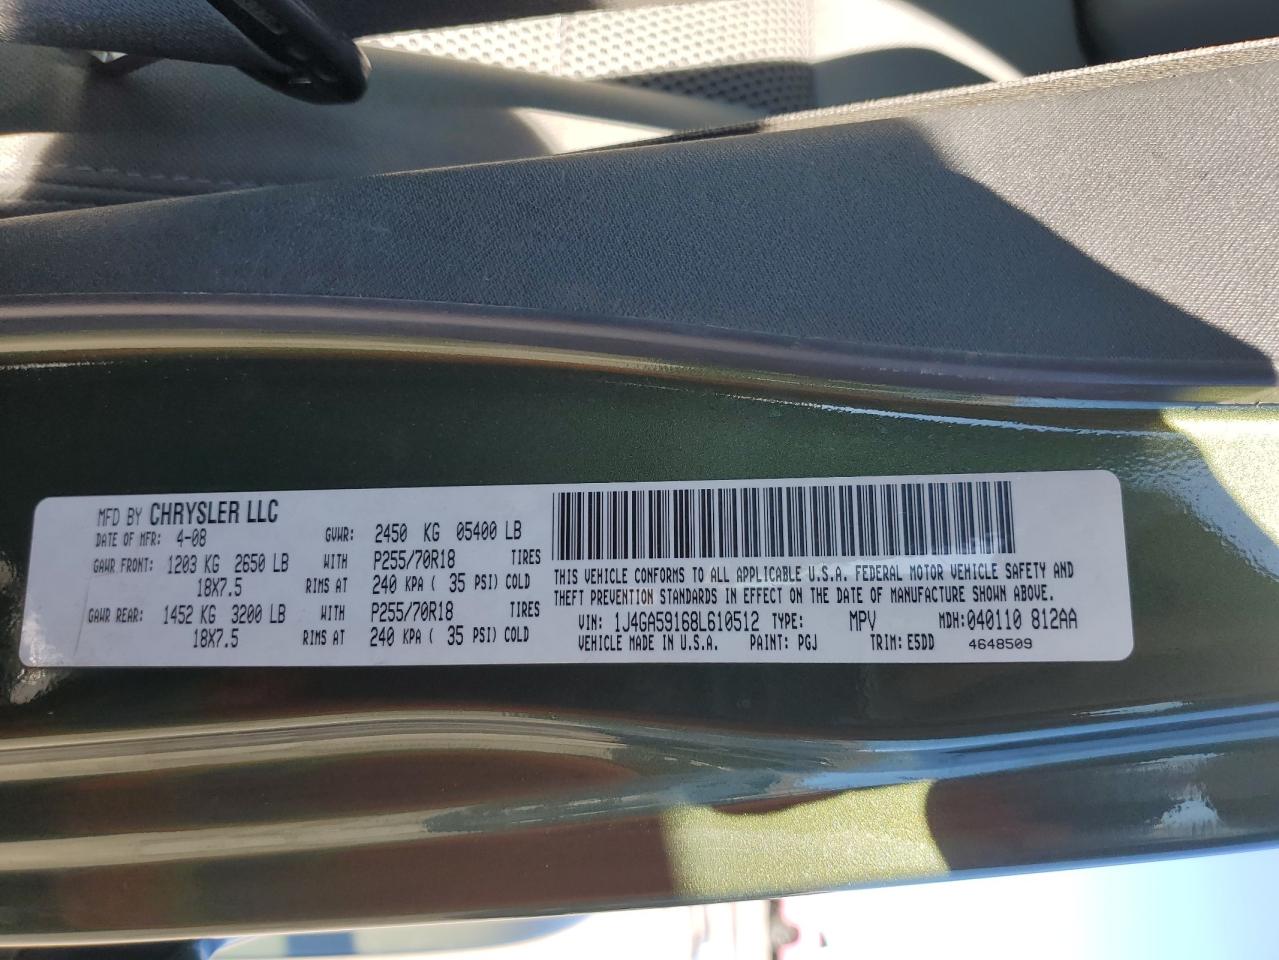 MFD BY CHRYSLER LLC
DATE OF MFR: 4-08 GVWR: 2450 KG 05400 LB
GAWR FRONT: 1203 KG 2650 LB WITH P255/70R18 TIRES
18X7.5 RIMS AT 240 KPA ( 35 PSI) COLD
GAWR REAR: 1452 KG 3200 LB WITH P255/70R18 TIRES
18X7.5 RIMS AT 240 KPA ( 35 PSI) COLD
THIS VEHICLE CONFORMS TO ALL APPLICABLE U.S.A. FEDERAL MOTOR VEHICLE SAFETY AND
THEFT PREVENTION STANDARDS IN EFFECT ON THE DATE OF MANUFACTURE SHOWN ABOVE.
VIN: 1J4GA59168L610512 TYPE: MPV MDH:040110 812AA
VEHICLE MADE IN U.S.A. PAINT: PGJ TRIM: E5DD 4648509